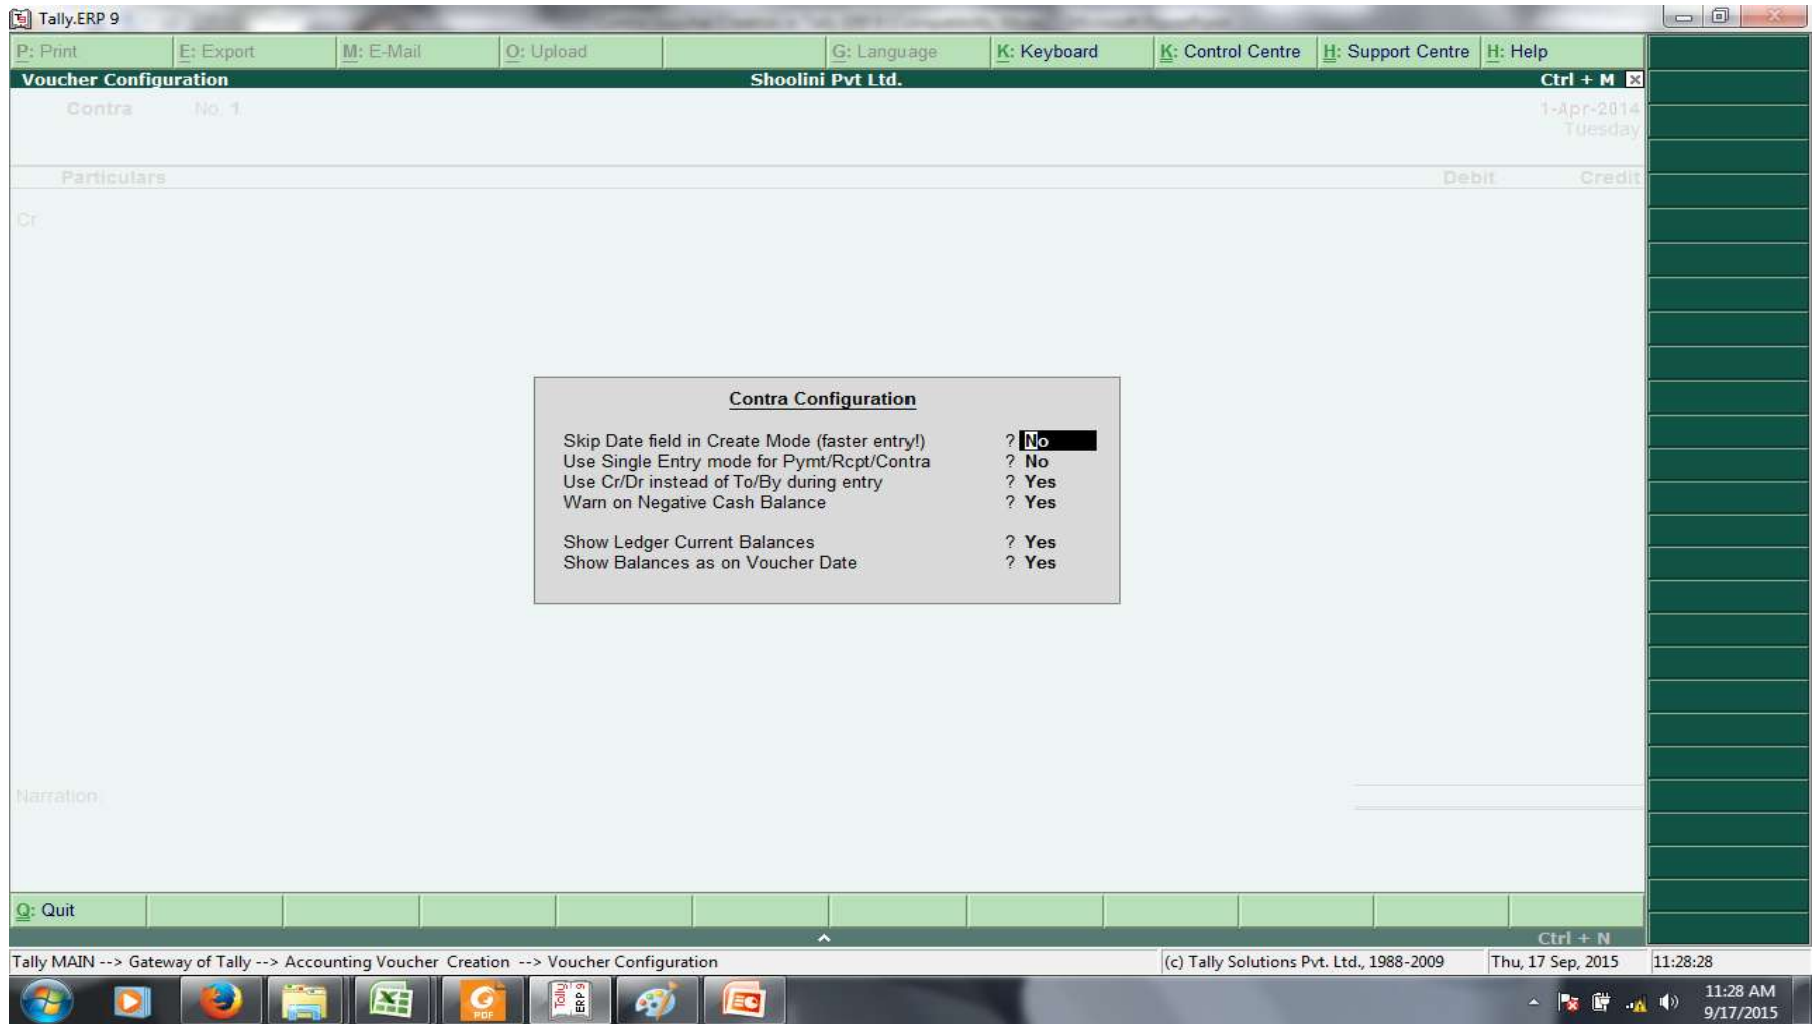 Tally.ERP 9
P: Print E: Export M: E-Mail O: Upload G: Language K: Keyboard K: Control Centre H: Support Centre H: Help
Voucher Configuration Shoolini Pvt Ltd. Ctrl + M
Contra No. 1 1-Apr-2014
Tuesday
Particulars Debit Credit
Cr
Contra Configuration
Skip Date field in Create Mode (faster entry!) ? No
Use Single Entry mode for Pymt/Rcpt/Contra ? No
Use Cr/Dr instead of To/By during entry ? Yes
Warn on Negative Cash Balance ? Yes
Show Ledger Current Balances ? Yes
Show Balances as on Voucher Date ? Yes
Narration:
Q: Quit
Ctrl + N
Tally MAIN --> Gateway of Tally --> Accounting Voucher Creation --> Voucher Configuration (c) Tally Solutions Pvt. Ltd., 1988-2009 Thu, 17 Sep, 2015 11:28:28
PDF
Tally
ERP 9
11:28 AM
9/17/2015